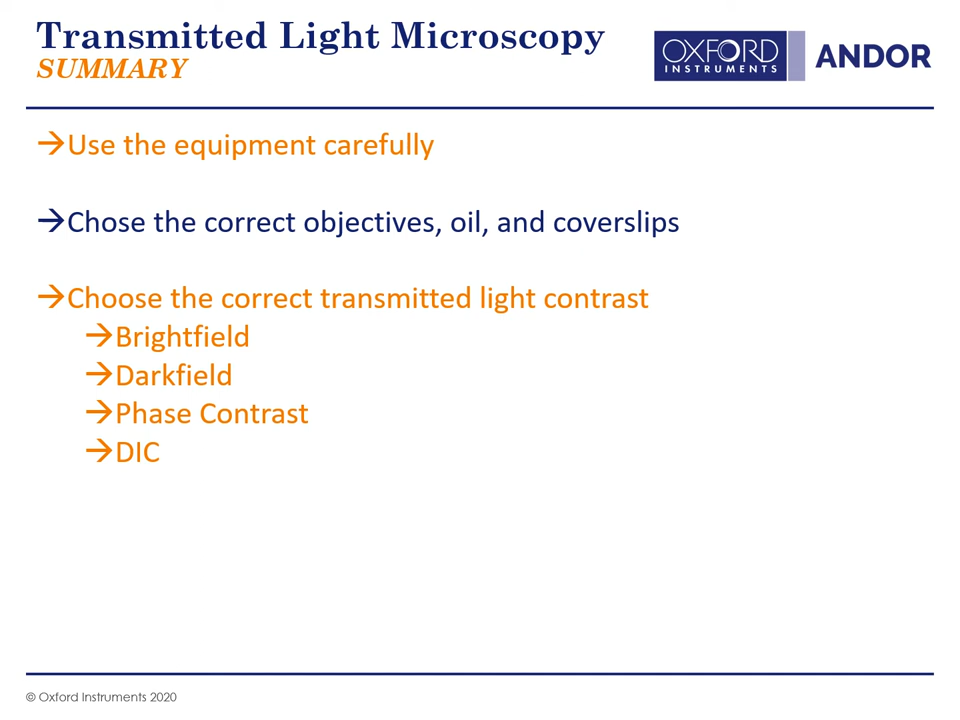 Transmitted Light Microscopy
SUMMARY
OXFORD
INSTRUMENTS
ANDOR
→Use the equipment carefully
→Chose the correct objectives, oil, and coverslips
→Choose the correct transmitted light contrast
→Brightfield
→Darkfield
→Phase Contrast
→DIC
© Oxford Instruments 2020